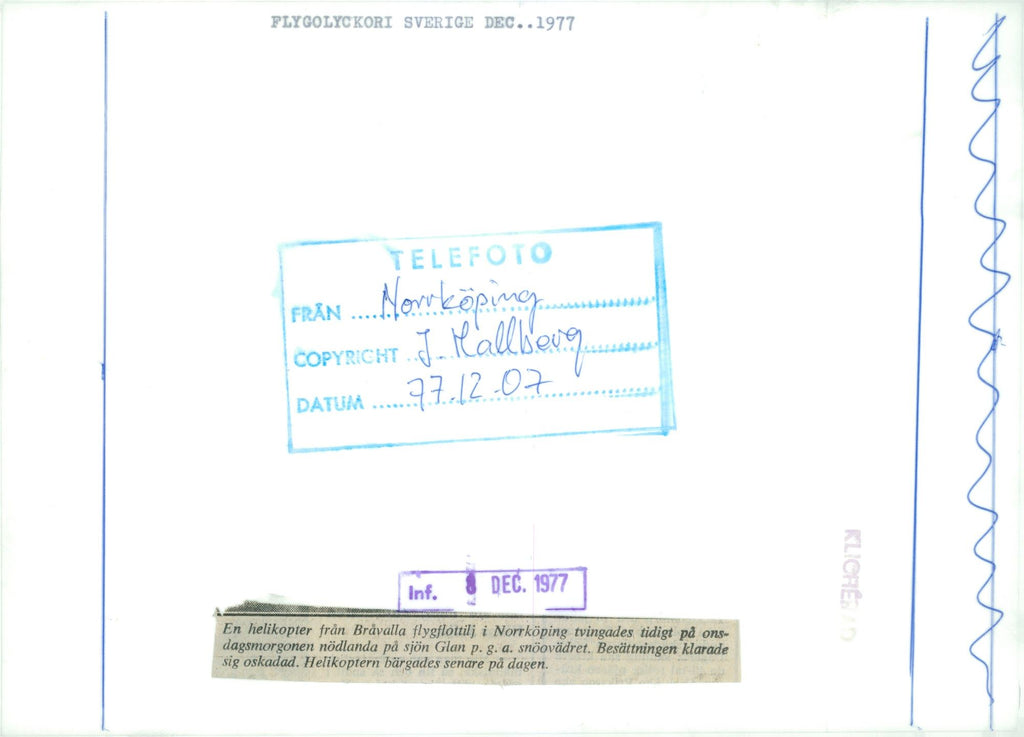 FLYGOLYCKORI SVERIGE DEC..1977
TELEFOTO
FRÅN ..... Norrköping
COPYRIGHT ... J. Hallberg
DATUM ...... 77.12.07
KLICHERAD
Inf. 8 DEC. 1977
En helikopter från Bråvalla flygflottilj i Norrköping tvingades tidigt på ons-
dagsmorgonen nödlanda på sjön Glan p. g. a. snöovädret. Besättningen klarade
sig oskadad. Helikoptern bärgades senare på dagen.